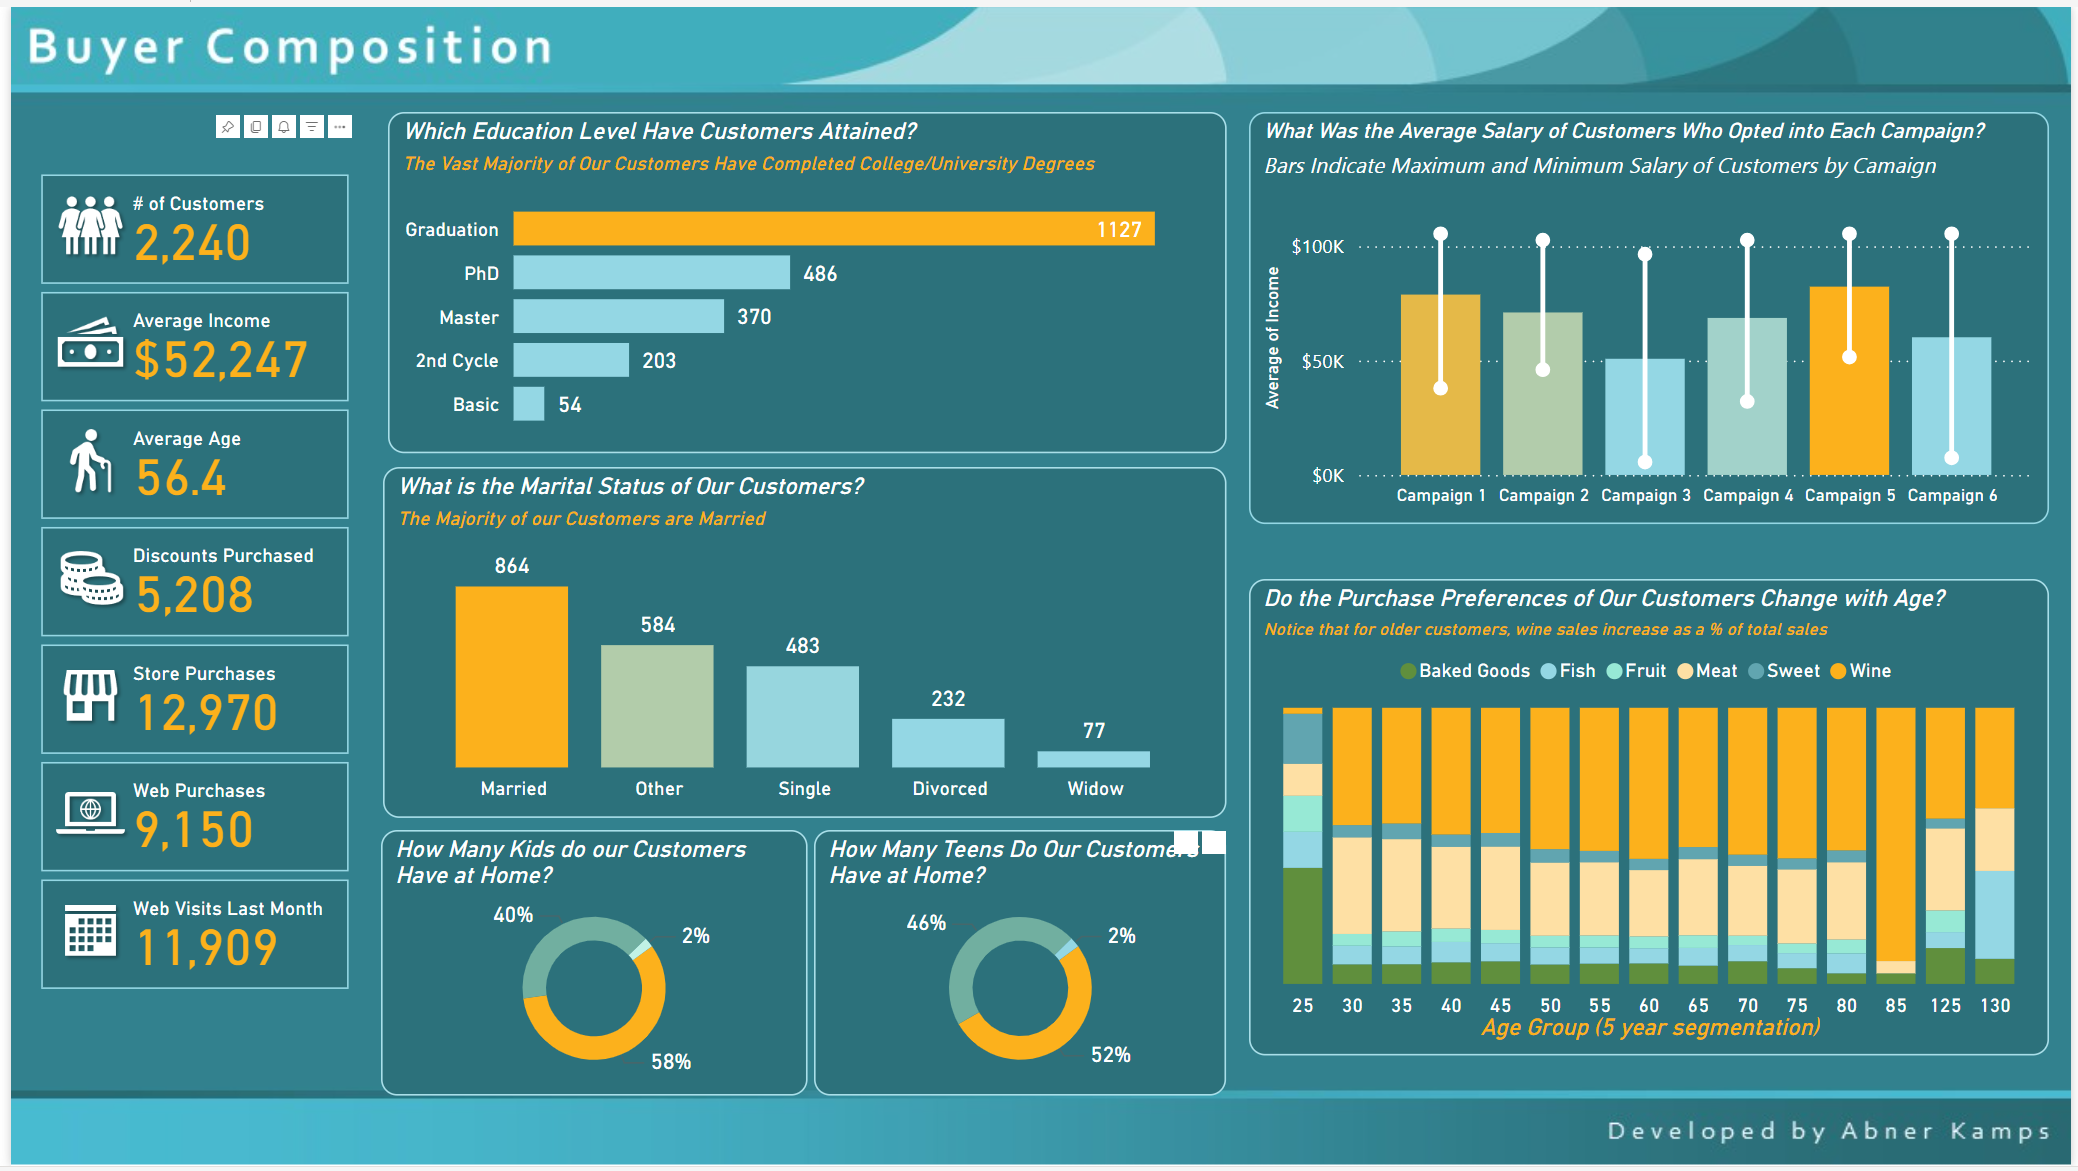 Buyer Composition
# of Customers
2,240
Average Income
$52,247
Average Age
56.4
Discounts Purchased
5,208
Store Purchases
12,970
Web Purchases
9,150
Web Visits Last Month
11,909
Which Education Level Have Customers Attained?
The Vast Majority of Our Customers Have Completed College/University Degrees
Graduation 1127
PhD 486
Master 370
2nd Cycle 203
Basic 54
What is the Marital Status of Our Customers?
The Majority of our Customers are Married
864 584 483 232 77
Married Other Single Divorced Widow
How Many Kids do our Customers
Have at Home?
40%
2%
58%
How Many Teens Do Our Customers
Have at Home?
46%
2%
52%
What Was the Average Salary of Customers Who Opted into Each Campaign?
Bars Indicate Maximum and Minimum Salary of Customers by Camaign
Average of Income
$100K
$50K
$0K
Campaign 1 Campaign 2 Campaign 3 Campaign 4 Campaign 5 Campaign 6
Do the Purchase Preferences of Our Customers Change with Age?
Notice that for older customers, wine sales increase as a % of total sales
Baked Goods Fish Fruit Meat Sweet Wine
25 30 35 40 45 50 55 60 65 70 75 80 85 125 130
Age Group (5 year segmentation)
Developed by Abner Kamps